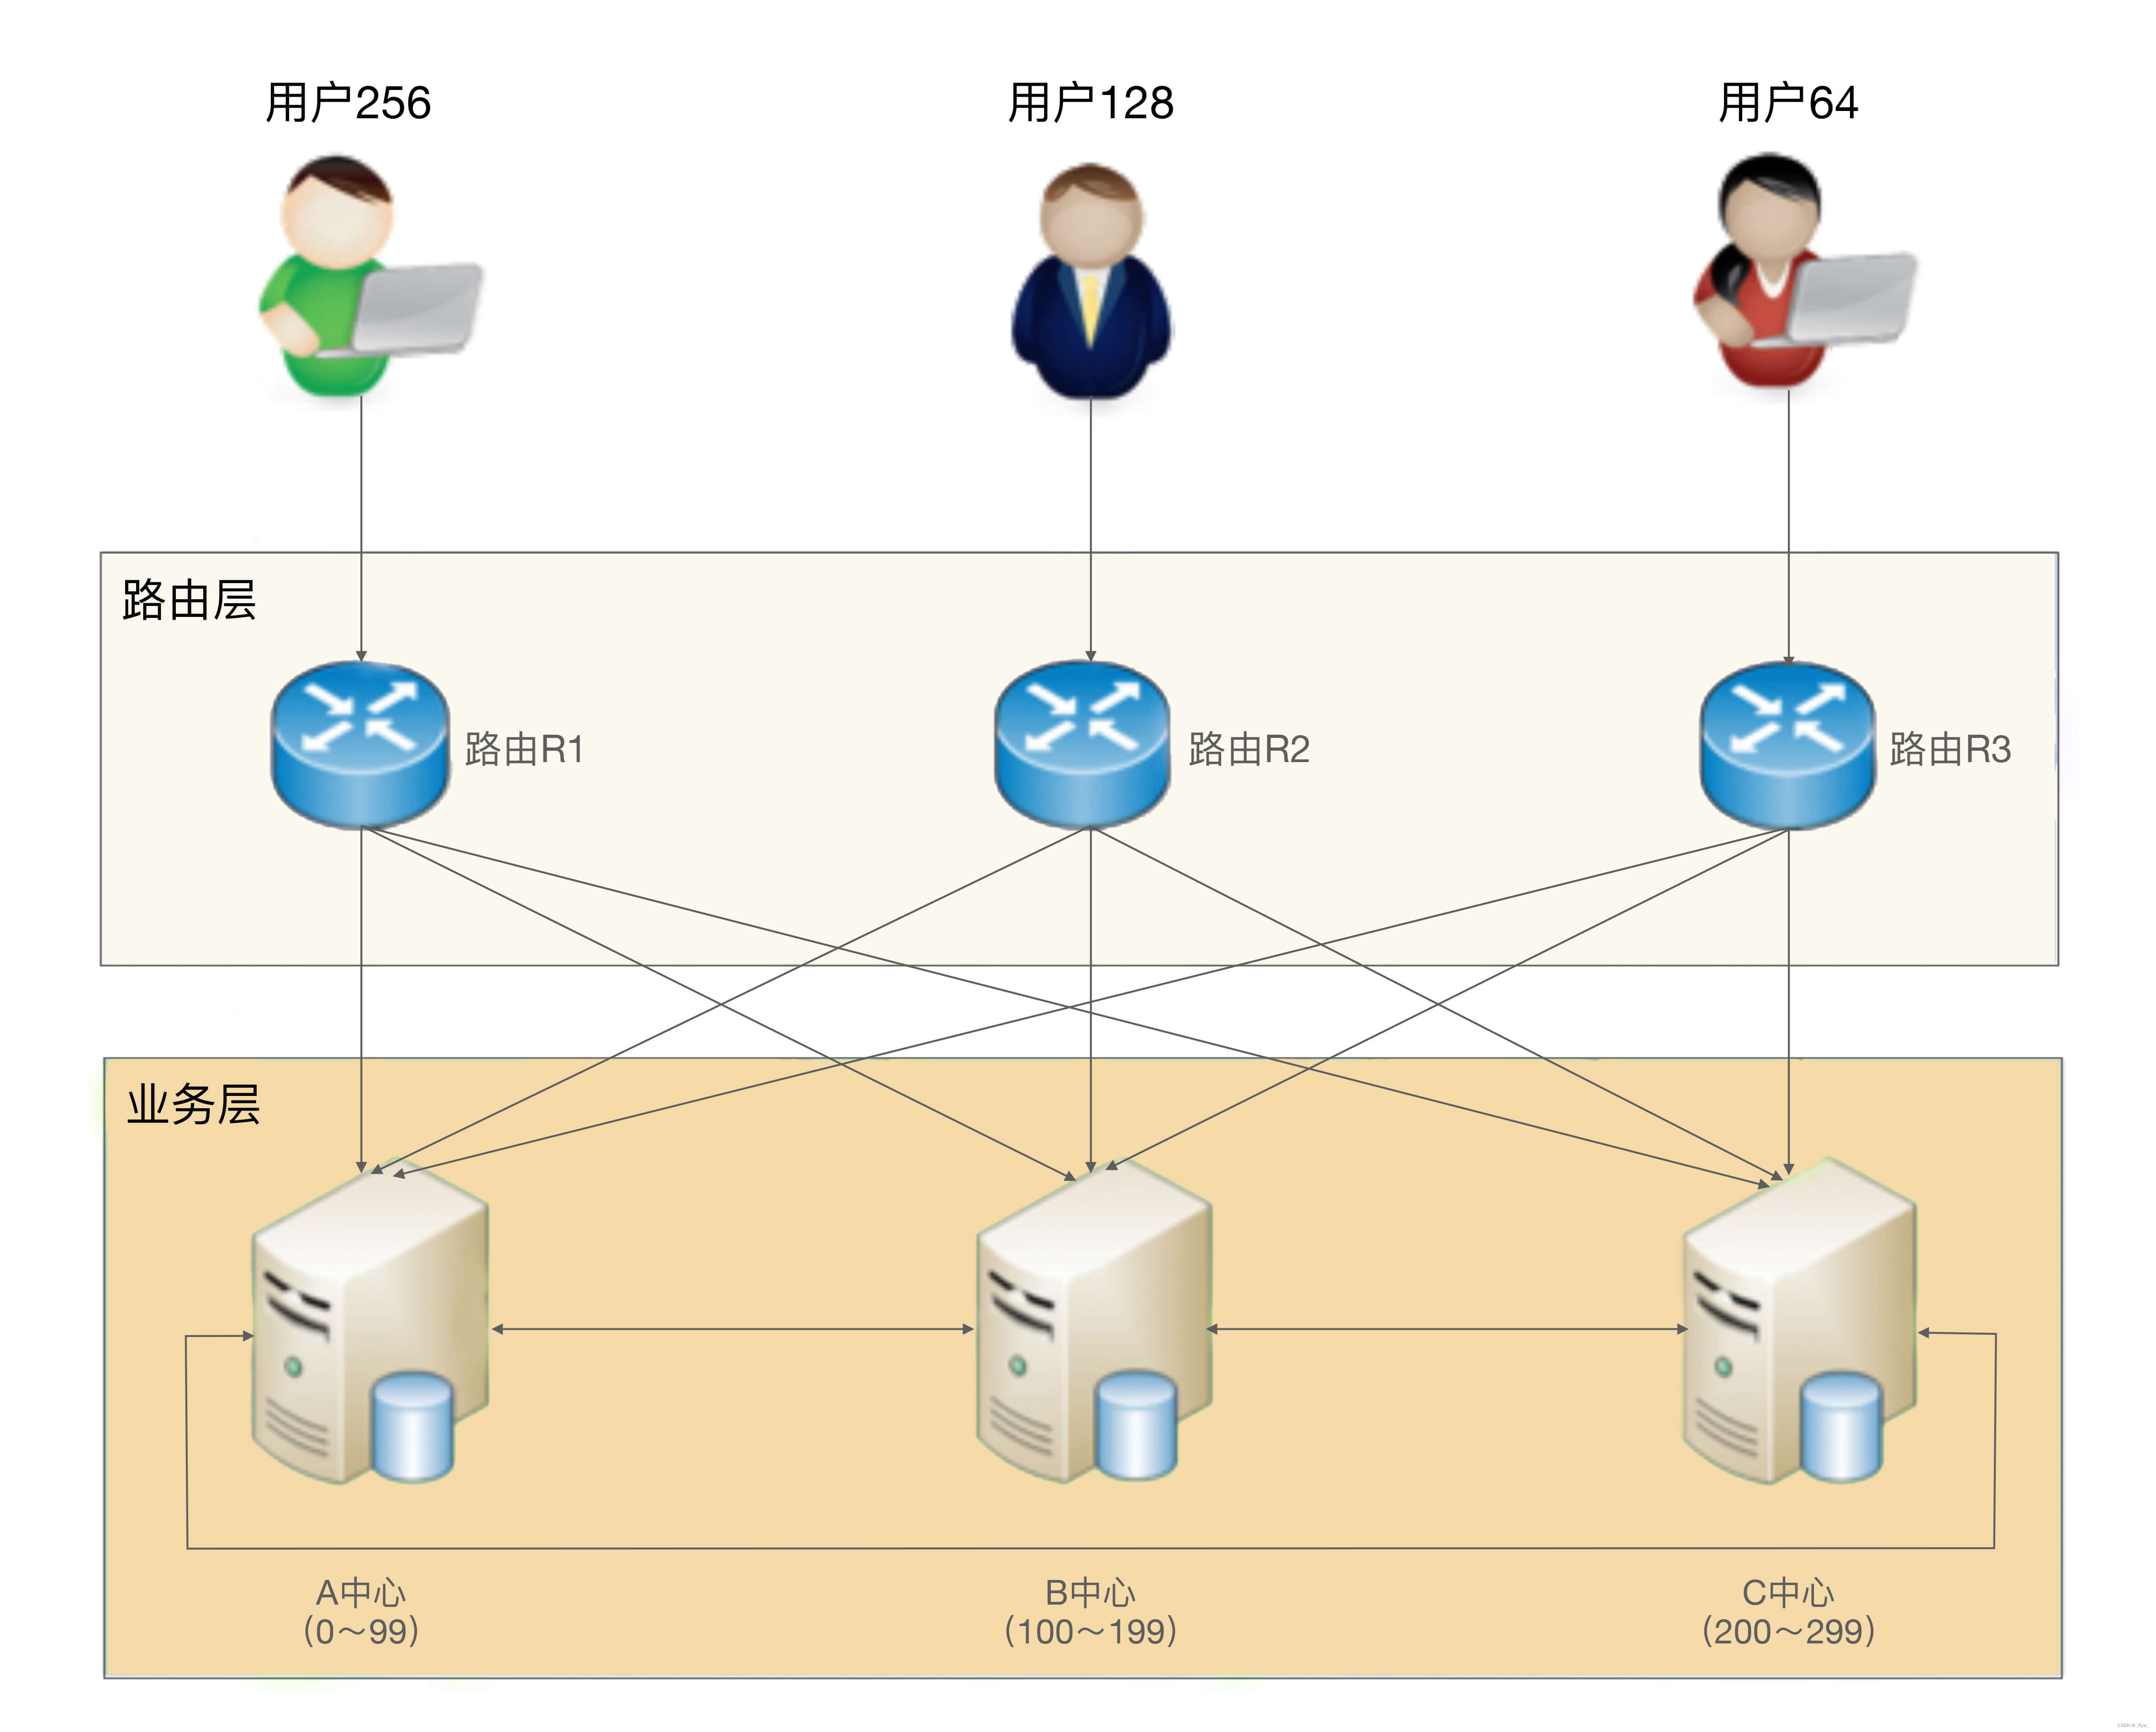 用户256
用户128
用户64
路由层
路由R1
路由R2
路由R3
业务层
A中心
(0～99)
B中心
(100～199)
C中心
(200～299)